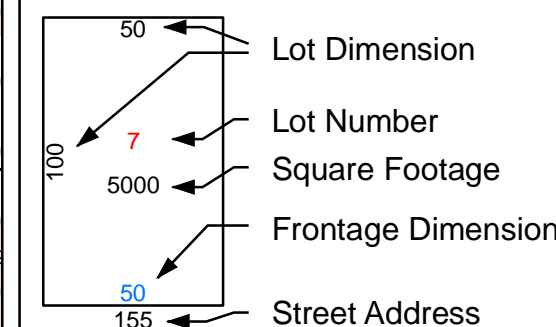 50
Lot Dimension
100
7
Lot Number
5000
Square Footage
Frontage Dimension
50
155
Street Address